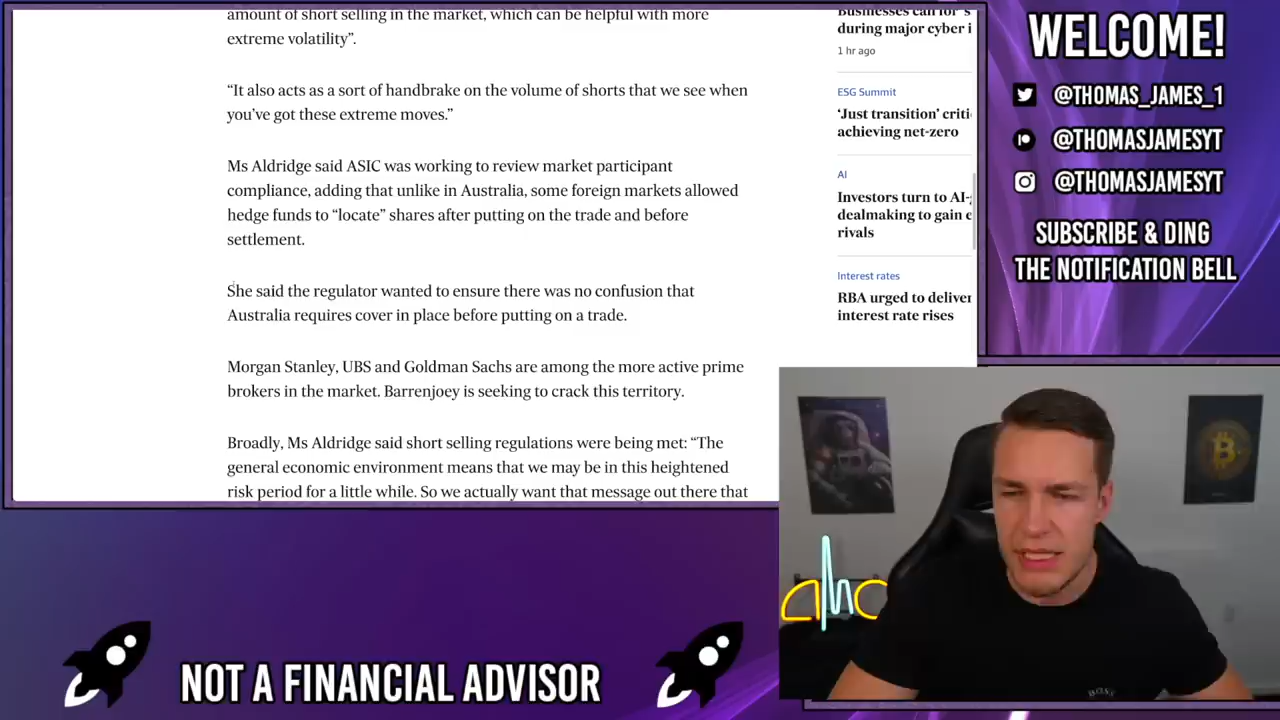 amount of short selling in the market, which can be helpful with more
extreme volatility”.
“It also acts as a sort of handbrake on the volume of shorts that we see when
you’ve got these extreme moves.”
Ms Aldridge said ASIC was working to review market participant
compliance, adding that unlike in Australia, some foreign markets allowed
hedge funds to “locate” shares after putting on the trade and before
settlement.
She said the regulator wanted to ensure there was no confusion that
Australia requires cover in place before putting on a trade.
Morgan Stanley, UBS and Goldman Sachs are among the more active prime
brokers in the market. Barrenjoey is seeking to crack this territory.
Broadly, Ms Aldridge said short selling regulations were being met: “The
general economic environment means that we may be in this heightened
risk period for a little while. So we actually want that message out there that
Businesses call for ‘s
during major cyber i
1 hr ago
ESG Summit
‘Just transition’ criti
achieving net-zero
AI
Investors turn to AI-
dealmaking to gain
rivals
Interest rates
RBA urged to deliver
interest rate rises
WELCOME!
@THOMAS_JAMES_1
@THOMASJAMESYT
@THOMASJAMESYT
SUBSCRIBE & DING
THE NOTIFICATION BELL
NOT A FINANCIAL ADVISOR